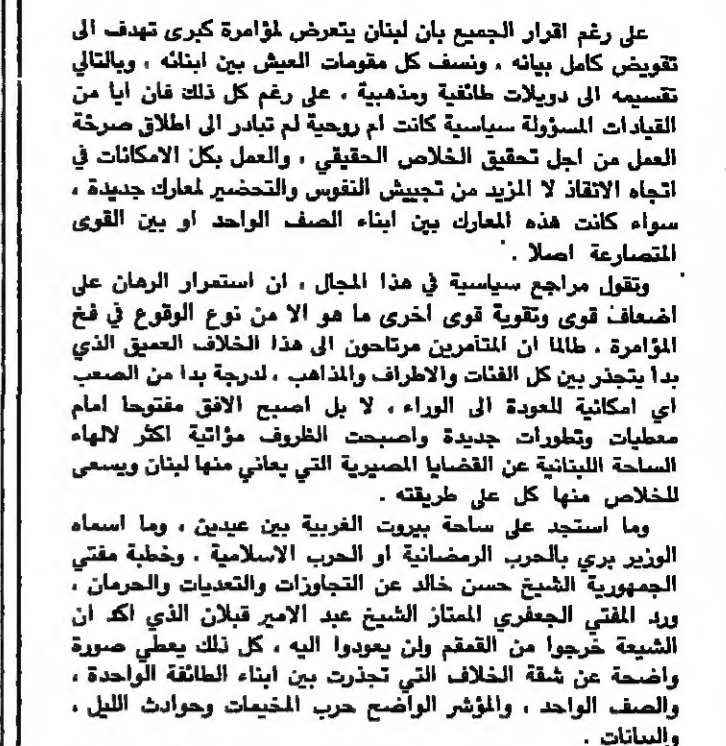 على رغم اقرار الجميع بان لبنان يتعرض لمؤامرة كبرى تهدف الى
تقويض كامل بيانه ، ونسف كل مقومات العيش بين ابنائه ، وبالتالي
تقسيمه الى دويلات طائفية ومذهبية ، على رغم كل ذلك فان ايا من
القيادات المسؤولة سياسية كانت ام روحية لم تبادر الى اطلاق صرخة
العمل من اجل تحقيق الخلاص الحقيقي ، والعمل بكل الامكانات في
اتجاه الانقاذ لا المزيد من تجييش النفوس والتحضير لمعارك جديدة ،
سواء كانت هذه المعارك بين ابناء الصف الواحد او بين القوى
المتصارعة اصلا .
وتقول مراجع سياسية في هذا المجال ، ان استمرار الرهان على
اضعاف قوى وتقوية قوى أخرى ما هو الا من نوع الوقوع في فخ
المؤامرة ، طالما ان المتآمرين مرتاحون الى هذا الخلاف العميق الذي
بدأ يتجذر بين كل الفئات والاطراف والمذاهب ، لدرجة بدا من الصعب
اي امكانية للعودة الى الوراء ، لا بل اصبح الافق مفتوحا امام
معطيات وتطورات جديدة واصبحت الظروف مؤاتية اكثر لالهاء
الساحة اللبنانية عن القضايا المصيرية التي يعاني منها لبنان ويسعى
للخلاص منها كل على طريقته .
وما استجد على ساحة بيروت الغربية بين عيدين ، وما اسماه
الوزير بري بالحرب الرمضانية او الحرب الاسلامية ، وخطبة مفتي
الجمهورية الشيخ حسن خالد عن التجاوزات والتعديات والحرمان ،
ورد المفتي الجعفري الممتاز الشيخ عبد الامير قبلان الذي اكد ان
الشيعة خرجوا من القمقم ولن يعودوا اليه ، كل ذلك يعطي صورة
واضحة عن شقة الخلاف التي تجذرت بين ابناء الطائفة الواحدة ،
والصف الواحد ، والمؤشر الواضح حرب المخيمات وحوادث الليل ،
والبيانات .